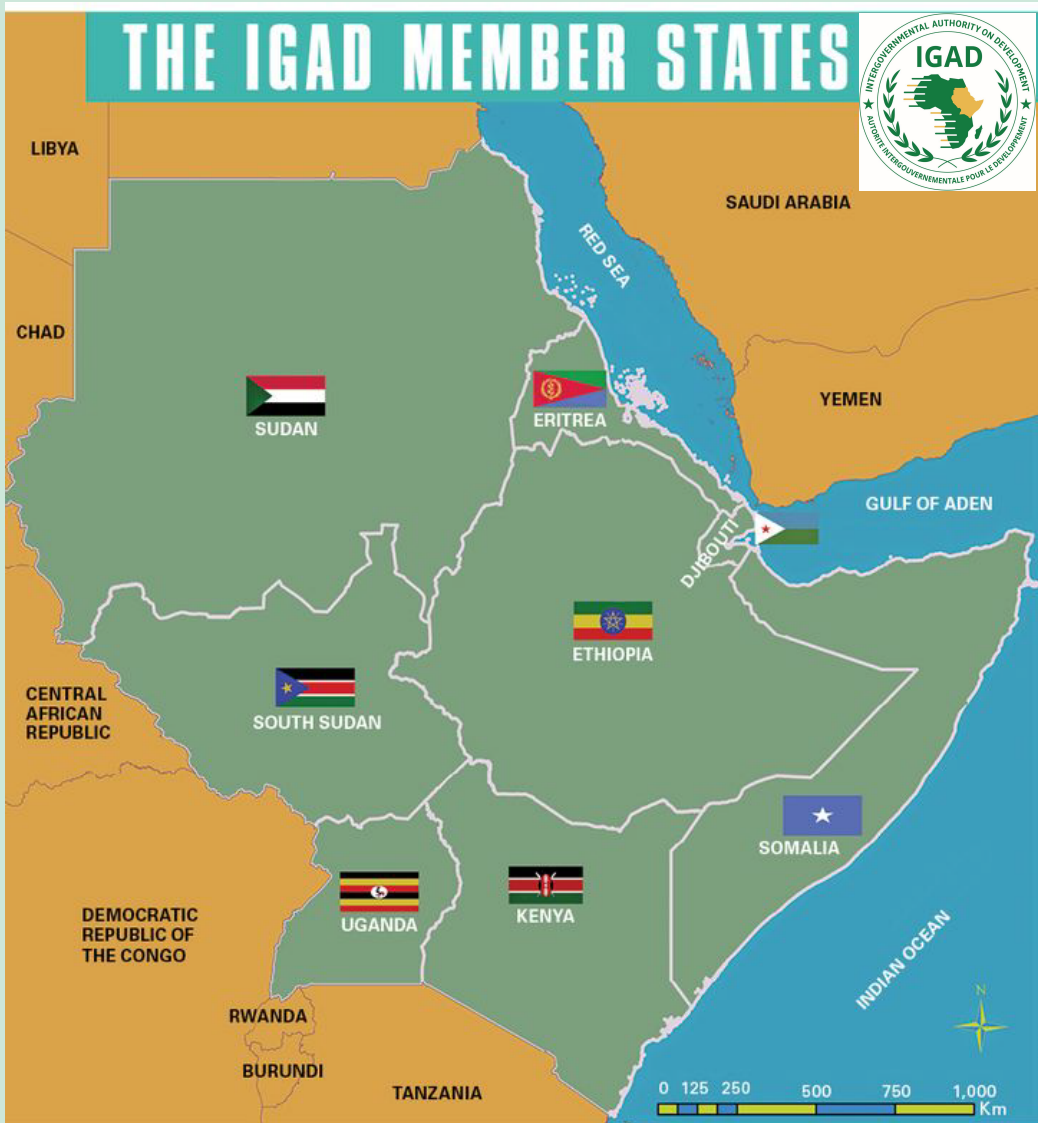 THE IGAD MEMBER STATES
INTERGOVERNMENTAL AUTHORITY ON DEVELOPMENT
IGAD
AUTORITE INTERGOUVERNEMENTALE POUR LE DEVELOPPEMENT
LIBYA
SAUDI ARABIA
RED SEA
CHAD
YEMEN
SUDAN
ERITREA
GULF OF ADEN
DJIBOUTI
ETHIOPIA
CENTRAL
AFRICAN
REPUBLIC
SOUTH SUDAN
SOMALIA
UGANDA
KENYA
DEMOCRATIC
REPUBLIC OF
THE CONGO
INDIAN OCEAN
N
RWANDA
BURUNDI
TANZANIA
0 125 250 500 750 1,000
Km